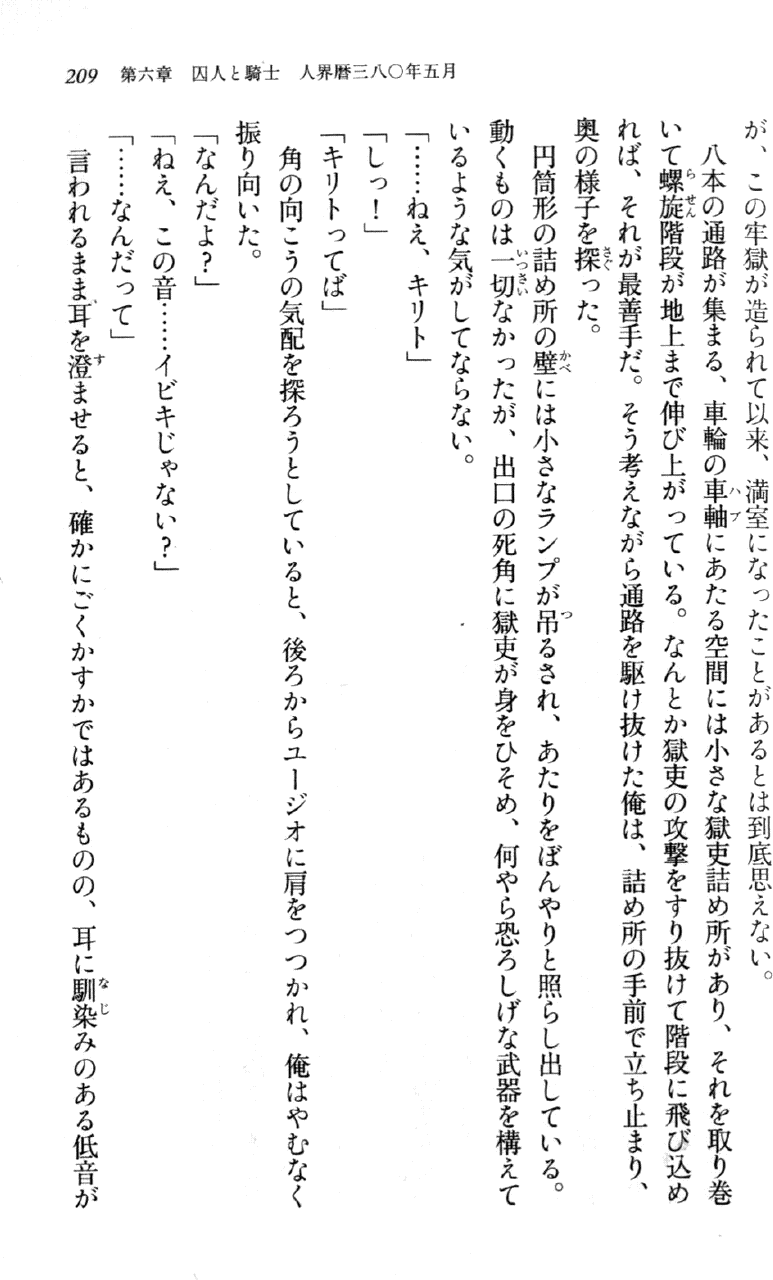 209 第六章 囚人と騎士 人界暦三八〇年五月
が、この牢獄が造られて以来、満室になったことがあるとは到底思えない。
八本の通路が集まる、車輪の車軸にあたる空間には小さな獄吏詰め所があり、それを取り巻
いて螺旋階段が地上まで伸び上がっている。なんとか獄吏の攻撃をすり抜けて階段に飛び込め
れば、それが最善手だ。そう考えながら通路を駆け抜けた俺は、詰め所の手前で立ち止まり、
奥の様子を探った。
円筒形の詰め所の壁には小さなランプが吊るされ、あたりをぼんやりと照らし出している。
動くものは一切なかったが、出口の死角に獄吏が身をひそめ、何やら恐ろしげな武器を構えて
いるような気がしてならない。
「……ねえ、キリト」
「しっ！」
「キリトってば」
角の向こうの気配を探ろうとしていると、後ろからユージオに肩をつつかれ、俺はやむなく
振り向いた。
「なんだよ？」
「ねえ、この音……イビキじゃない？」
「……なんだって」
言われるまま耳を澄ませると、確かにごくかすかではあるものの、耳に馴染みのある低音が